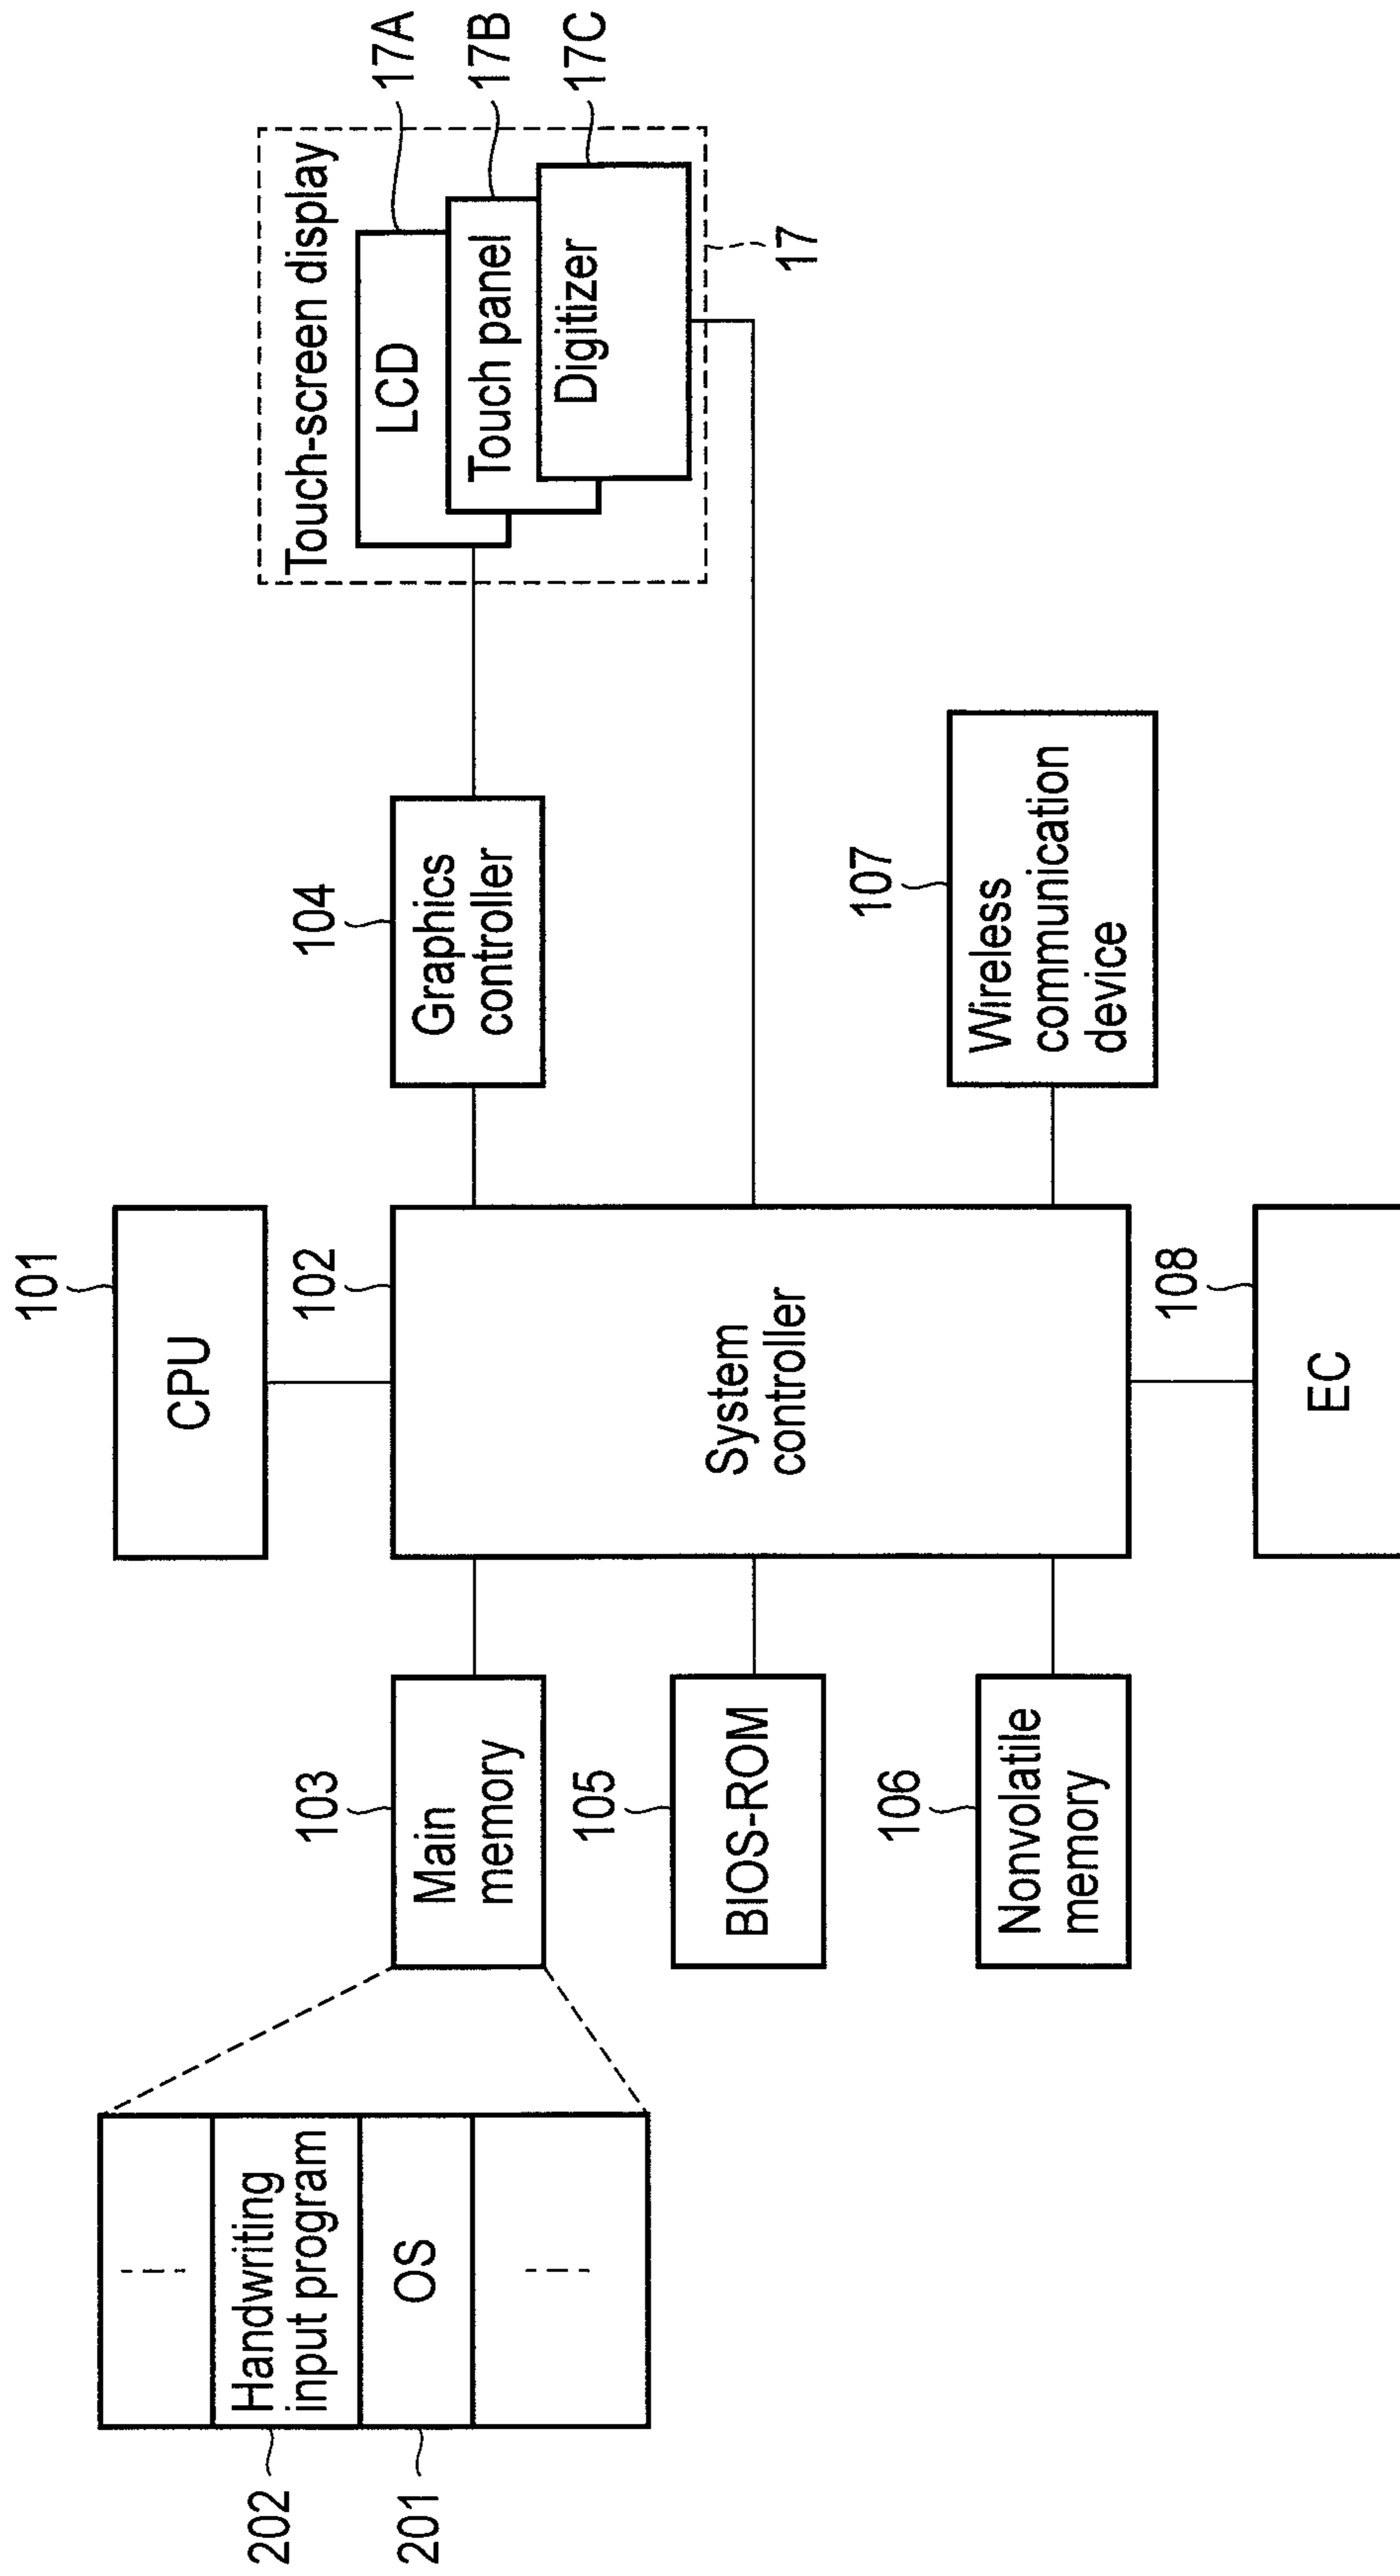 101
CPU
102
System
controller
202
Handwriting
input program
201
OS
103
Main
memory
104
Graphics
controller
Touch-screen display
LCD
17A
Touch panel
17B
Digitizer
17C
17
105
BIOS-ROM
106
Nonvolatile
memory
107
Wireless
communication
device
108
EC